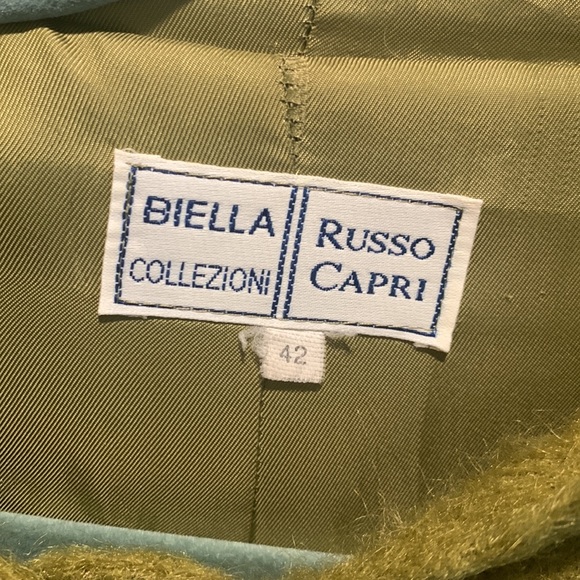 BIELLA
COLLEZIONI
RUSSO
CAPRI
42